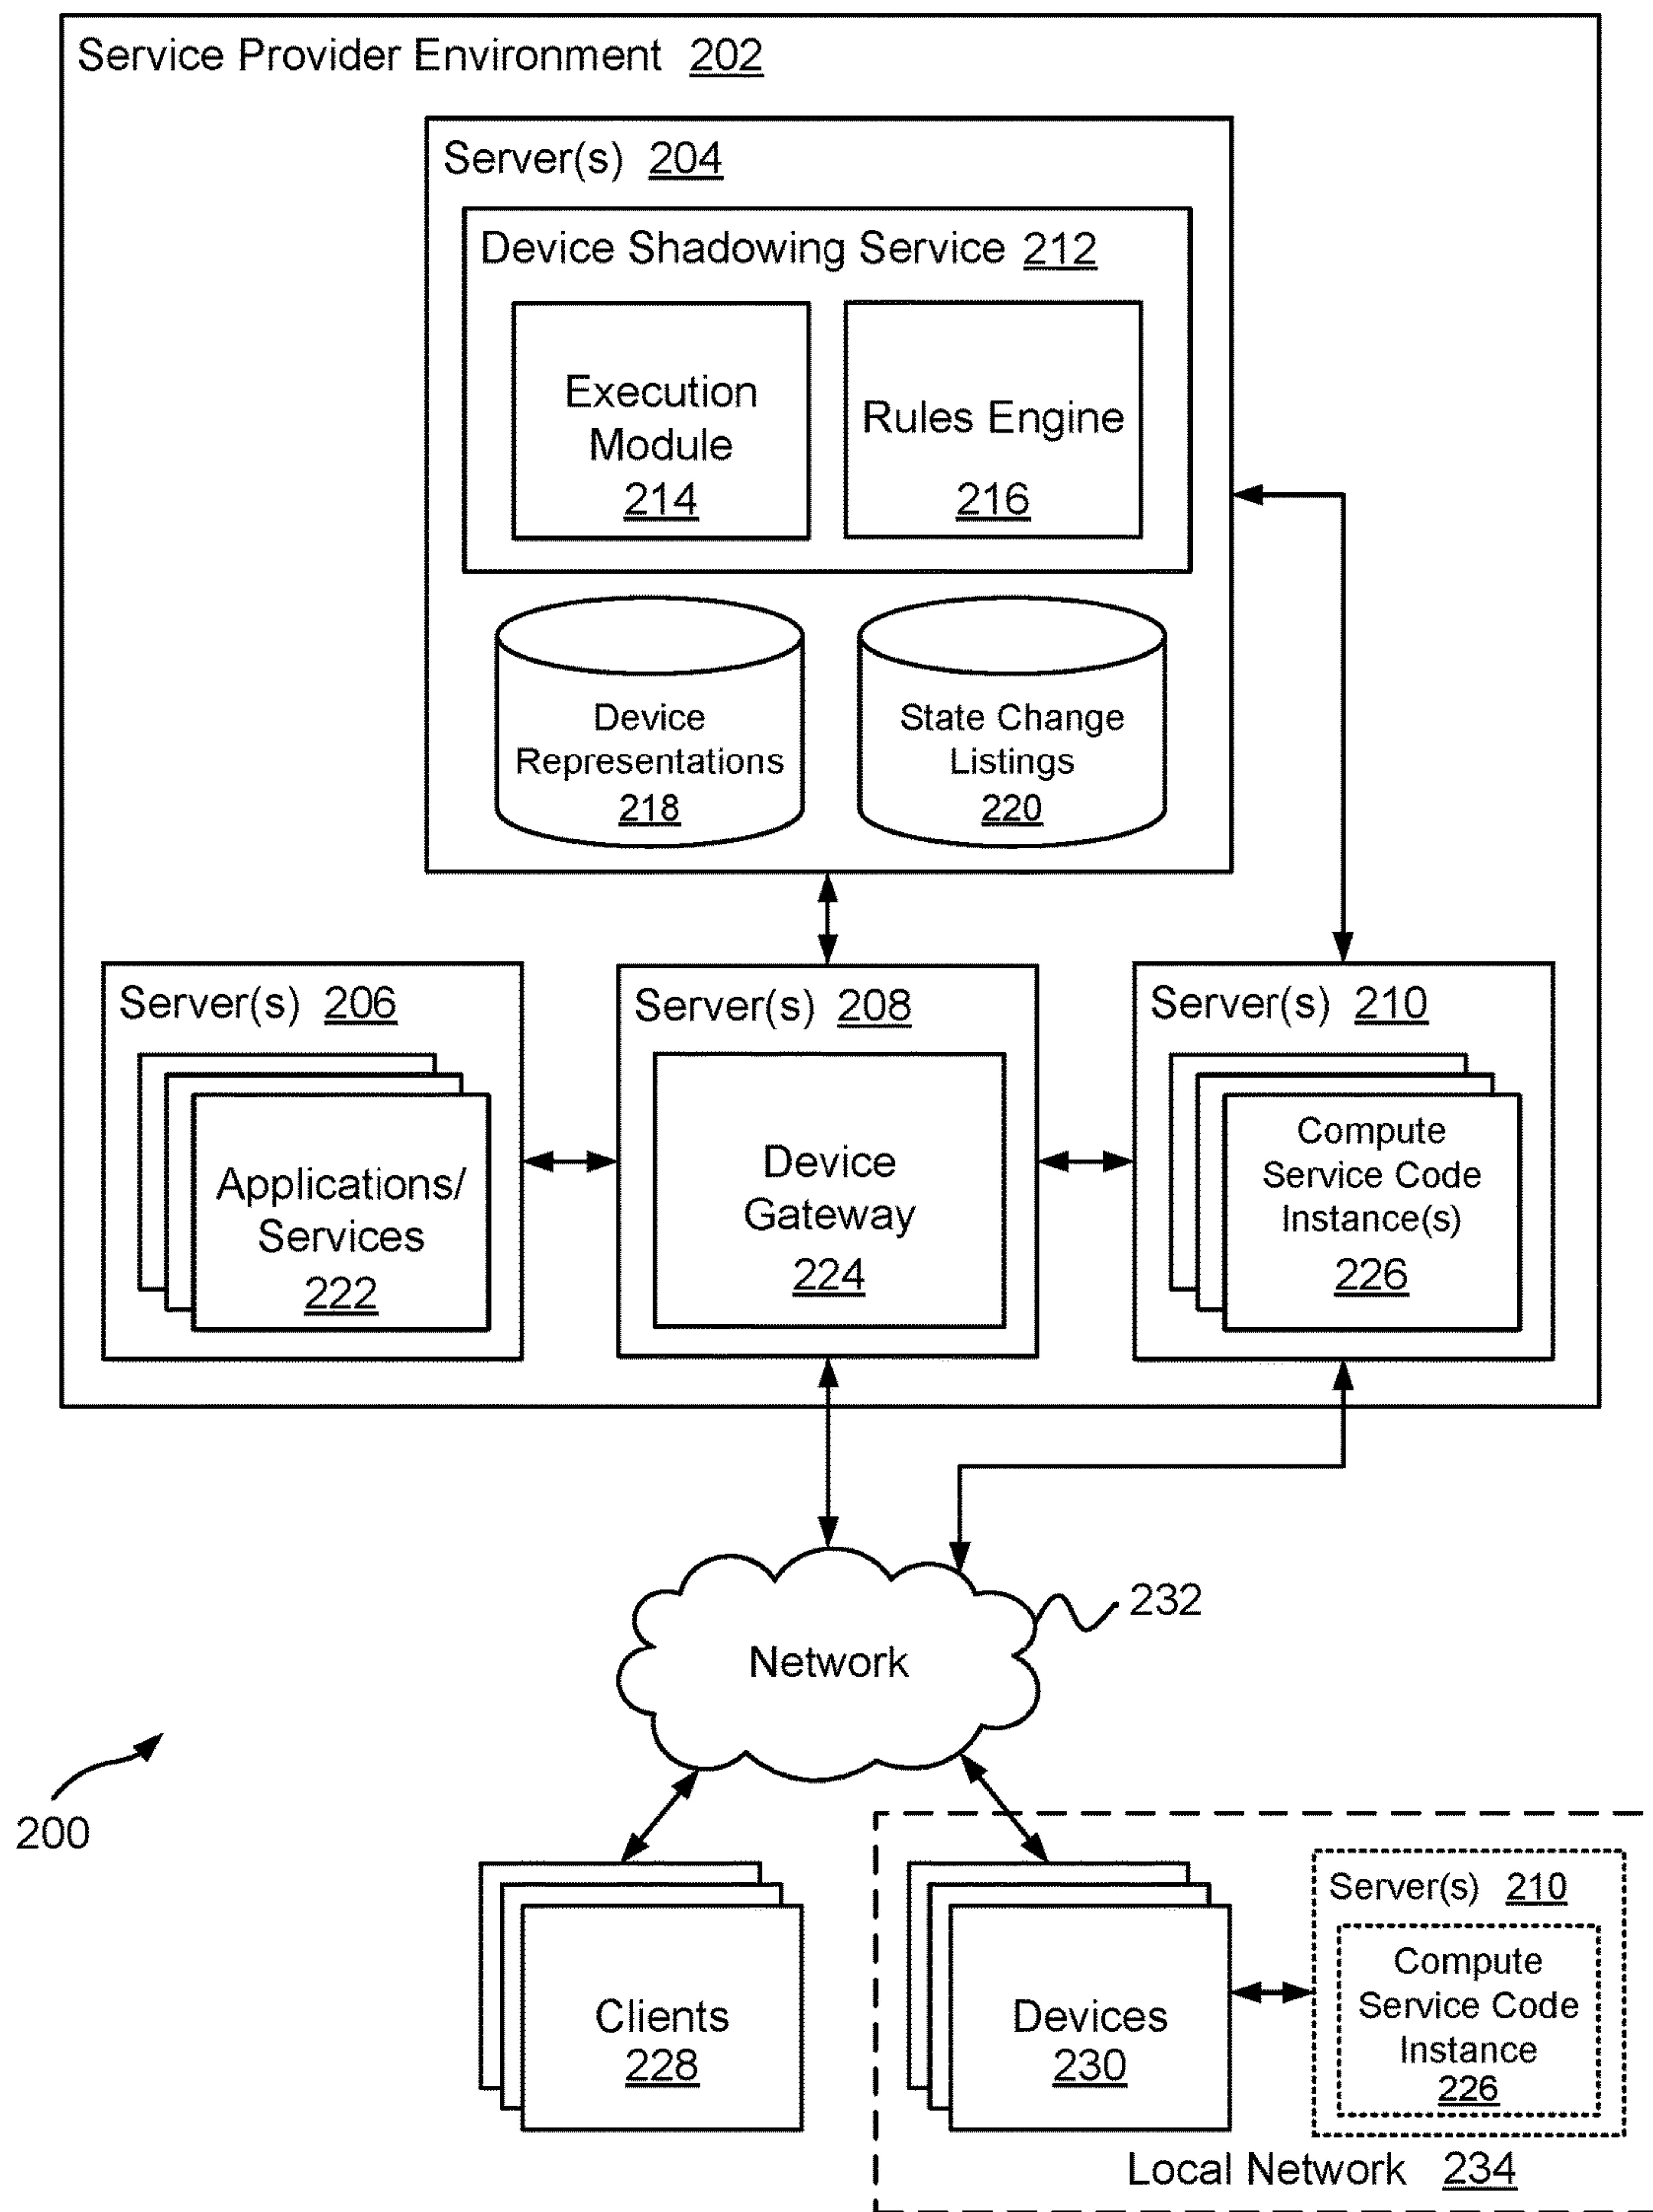 Service Provider Environment 202
Server(s) 204
Device Shadowing Service 212
Execution
Module
214
Rules Engine
216
Device
Representations
218
State Change
Listings
220
Server(s) 206
Applications/
Services
222
Server(s) 208
Device
Gateway
224
Server(s) 210
Compute
Service Code
Instance(s)
226
232
Network
200
Clients
228
Devices
230
Server(s) 210
Compute
Service Code
Instance
226
Local Network 234